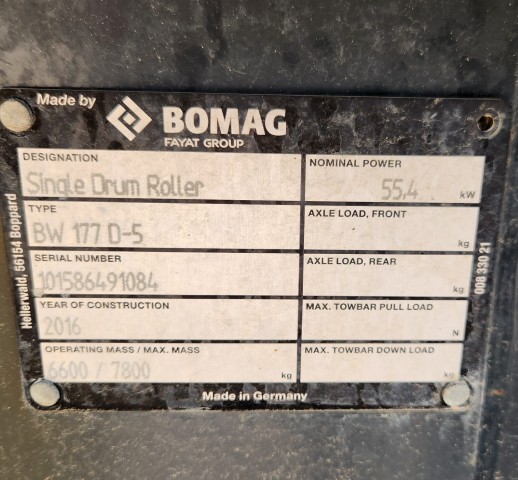 Made by BOMAG
FAYAT GROUP
DESIGNATION
Single Drum Roller
NOMINAL POWER
55,4 kW
TYPE
BW 177 D-5
AXLE LOAD, FRONT
kg
SERIAL NUMBER
101586491084
AXLE LOAD, REAR
kg
YEAR OF CONSTRUCTION
2016
MAX. TOWBAR PULL LOAD
N
OPERATING MASS / MAX. MASS
6600 / 7800 kg
MAX. TOWBAR DOWN LOAD
kg
Made in Germany
Hellerwald, 56154 Boppard
008 330 21